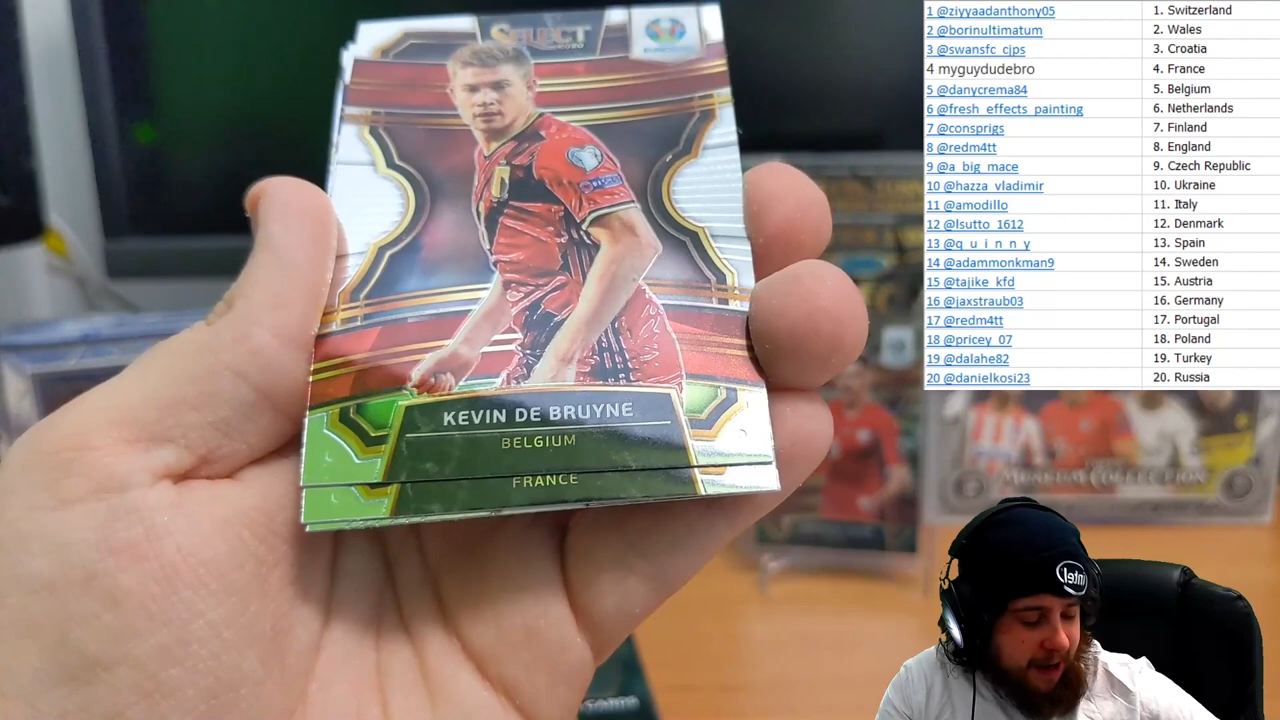 SELECT
2020
EURO2020
KEVIN DE BRUYNE
BELGIUM
FRANCE
1 @ziyyaadanthony05 1. Switzerland
2 @borinultimatum 2. Wales
3 @swansfc_cjps 3. Croatia
4 myguydudebro 4. France
5 @danycrema84 5. Belgium
6 @fresh_effects_painting 6. Netherlands
7 @consprigs 7. Finland
8 @redm4tt 8. England
9 @a_big_mace 9. Czech Republic
10 @hazza_vladimir 10. Ukraine
11 @amodillo 11. Italy
12 @lsutto_1612 12. Denmark
13 @q_u_i_n_n_y 13. Spain
14 @adammonkman9 14. Sweden
15 @tajike_kfd 15. Austria
16 @jaxstraub03 16. Germany
17 @redm4tt 17. Portugal
18 @pricey_07 18. Poland
19 @dalahe82 19. Turkey
20 @danielkosi23 20. Russia
MUSEUM COLLECTION
intel